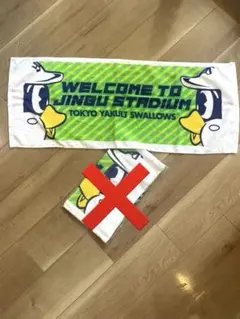 WELCOME TO
JINGU STADIUM
TOKYO YAKULT SWALLOWS